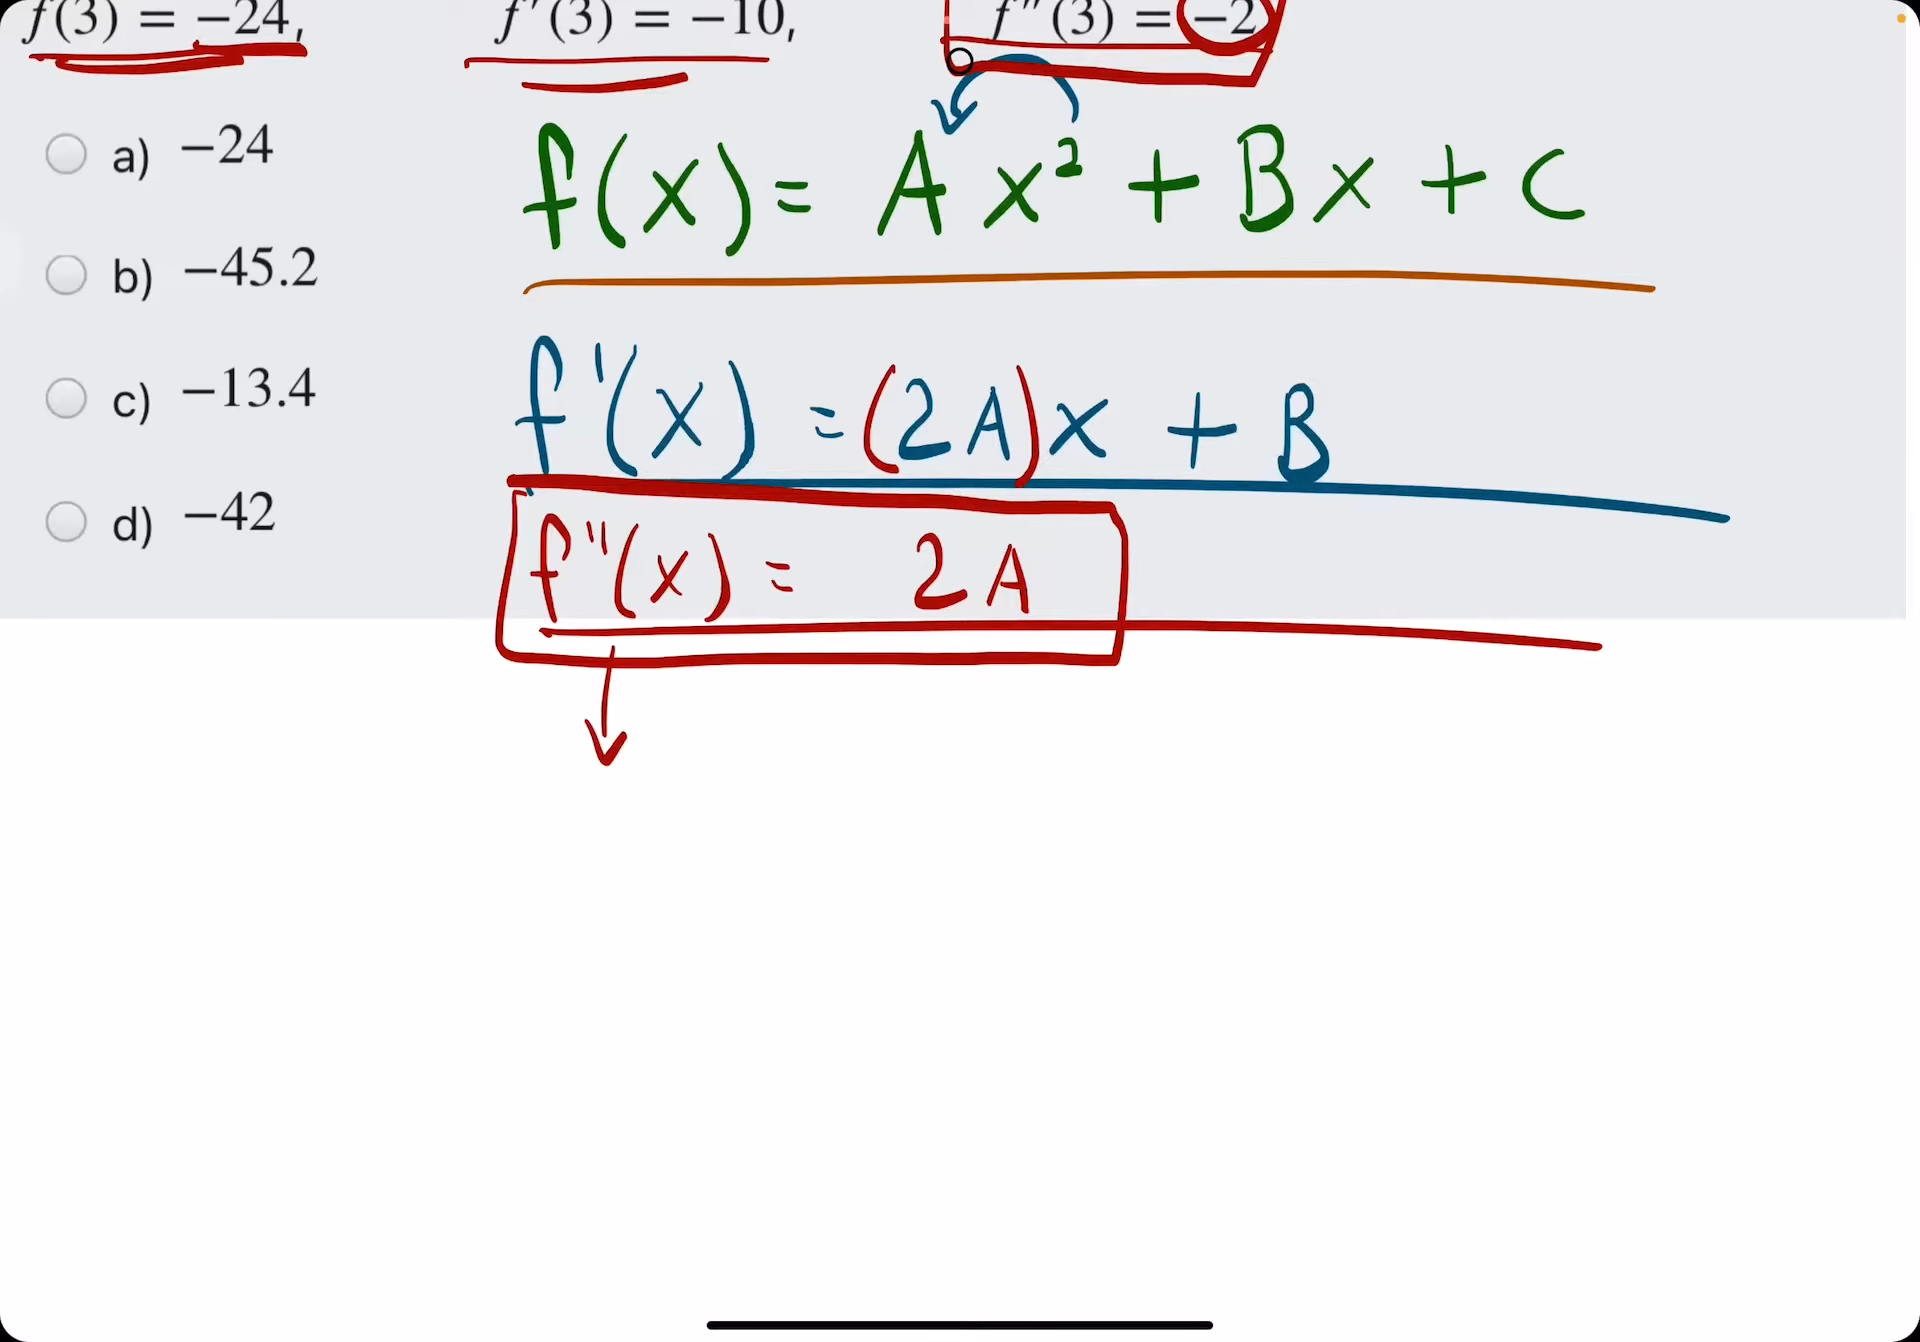 f(3) = −24, f′(3) = −10, f″(3) = −2
a) −24
f(x) = Ax² + Bx + C
b) −45.2
c) −13.4
f'(x) = (2A)x + B
d) −42
f"(x) = 2A